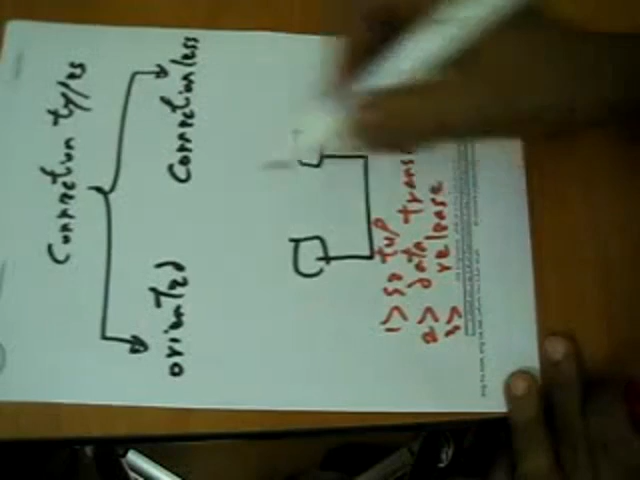 Connection types
oriented Connectionless
1> Setup
2> data trans
3> release